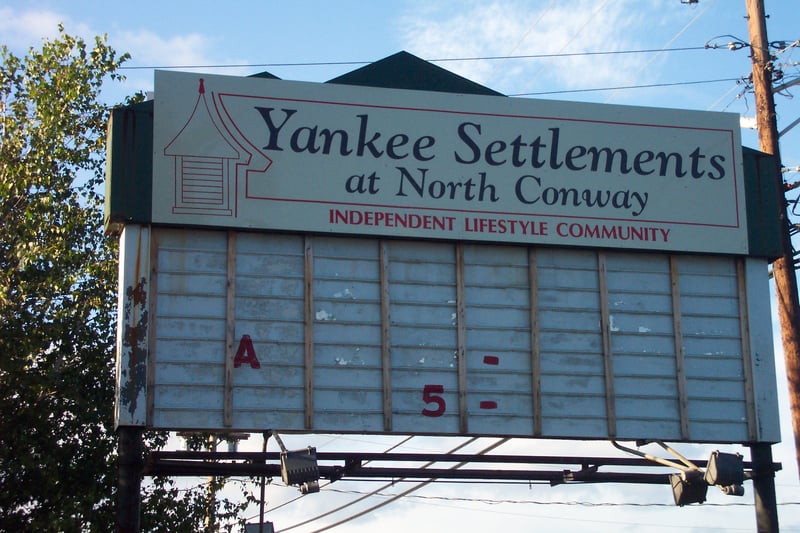 Yankee Settlements
at North Conway
INDEPENDENT LIFESTYLE COMMUNITY
A -
5 -